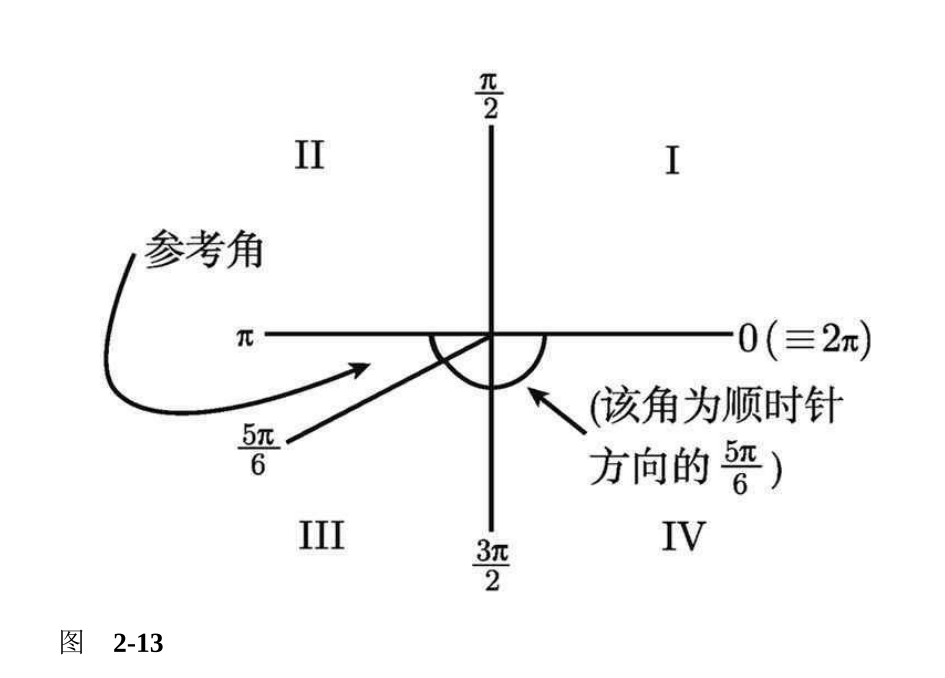 π/2
II
I
参考角
π
0(≡2π)
(该角为顺时针
方向的 5π/6)
5π/6
III
IV
3π/2
图 2-13